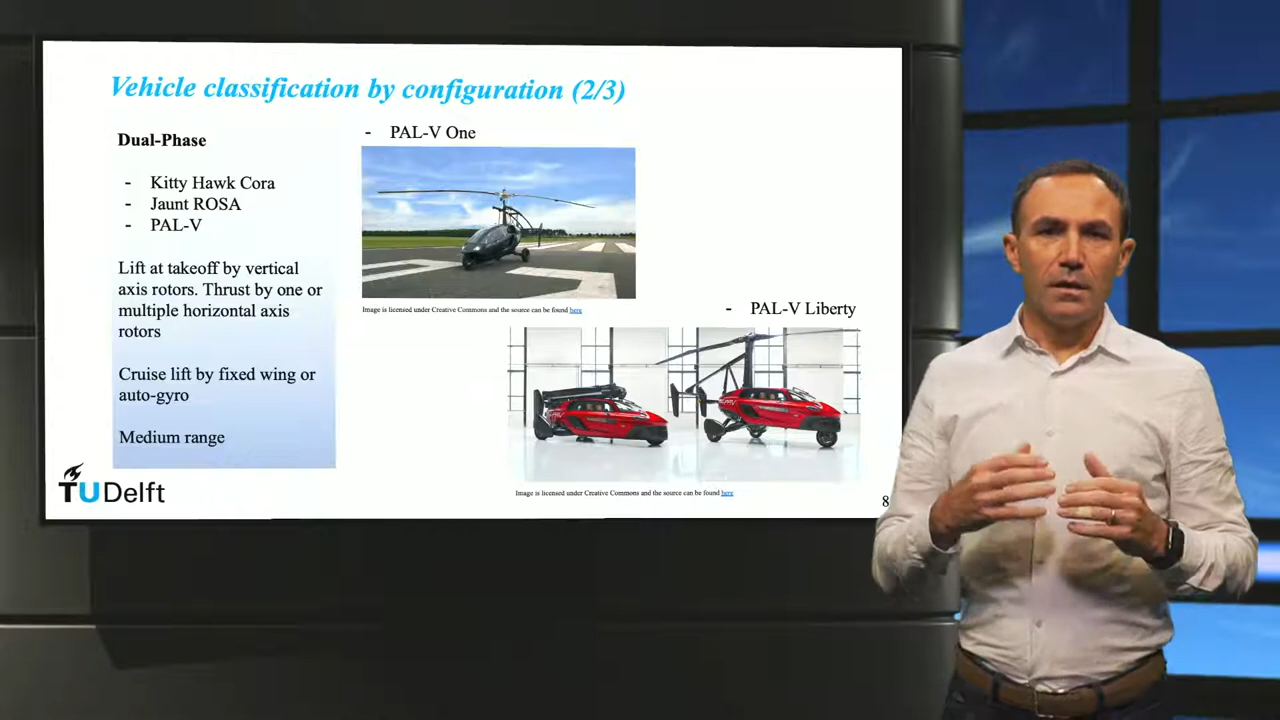 Vehicle classification by configuration (2/3)
Dual-Phase
- Kitty Hawk Cora
- Jaunt ROSA
- PAL-V
Lift at takeoff by vertical
axis rotors. Thrust by one or
multiple horizontal axis
rotors
Cruise lift by fixed wing or
auto-gyro
Medium range
- PAL-V One
Image is licensed under Creative Commons and the source can be found here
- PAL-V Liberty
Image is licensed under Creative Commons and the source can be found here
TUDelft
8